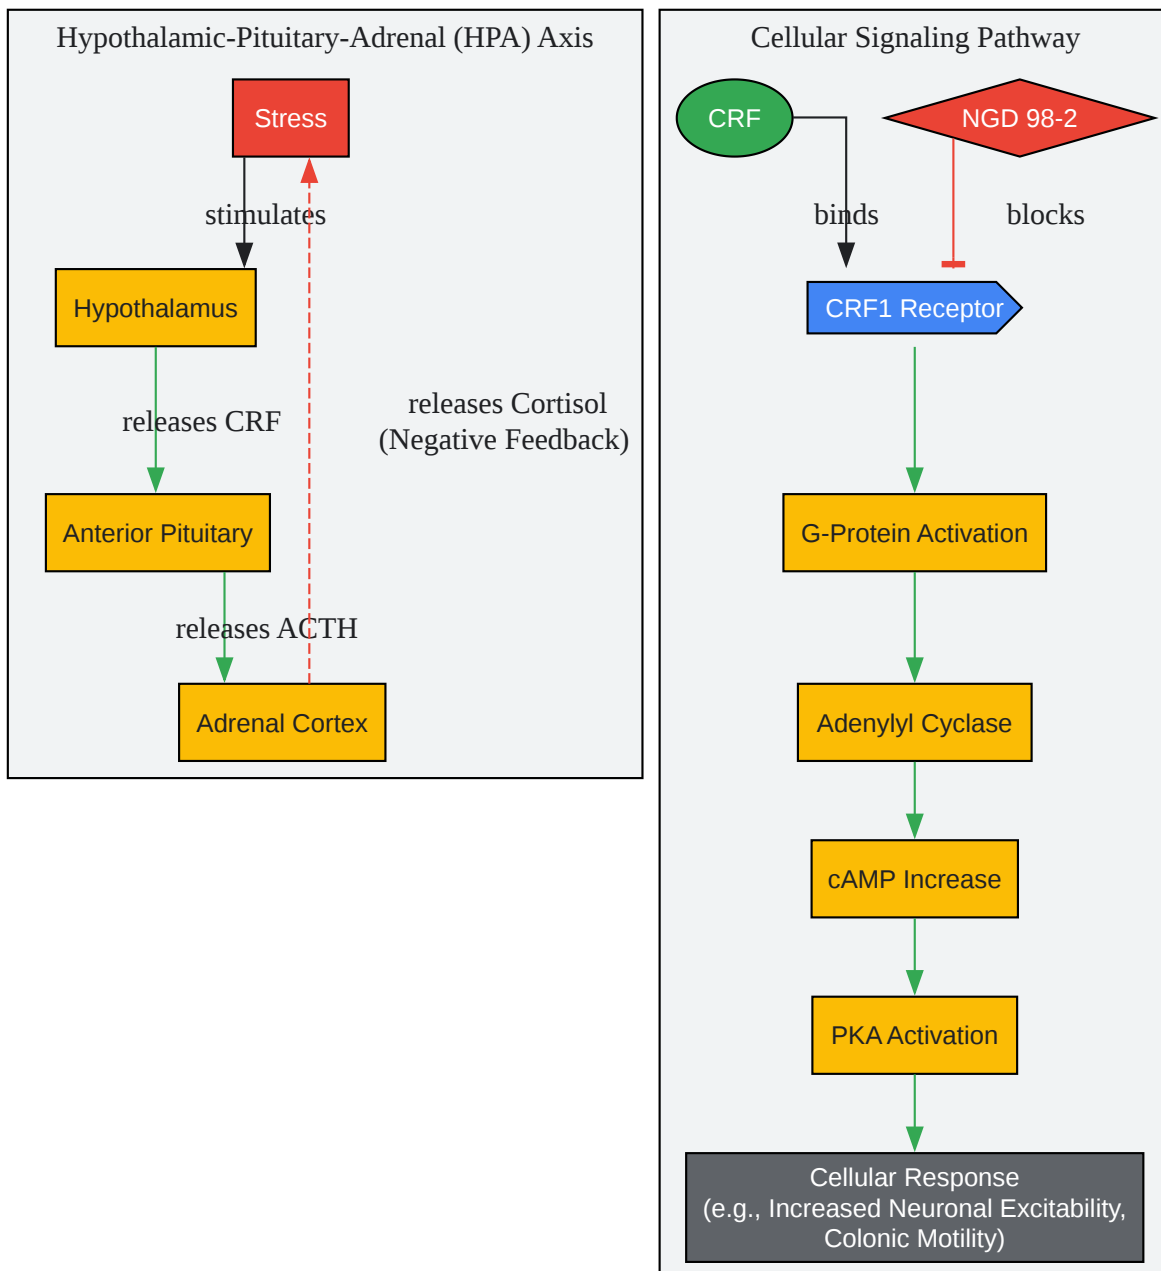 Hypothalamic-Pituitary-Adrenal (HPA) Axis
Stress
stimulates
Hypothalamus
releases CRF
releases Cortisol
(Negative Feedback)
Anterior Pituitary
releases ACTH
Adrenal Cortex
Cellular Signaling Pathway
CRF
NGD 98-2
binds
blocks
CRF1 Receptor
G-Protein Activation
Adenylyl Cyclase
cAMP Increase
PKA Activation
Cellular Response
(e.g., Increased Neuronal Excitability,
Colonic Motility)